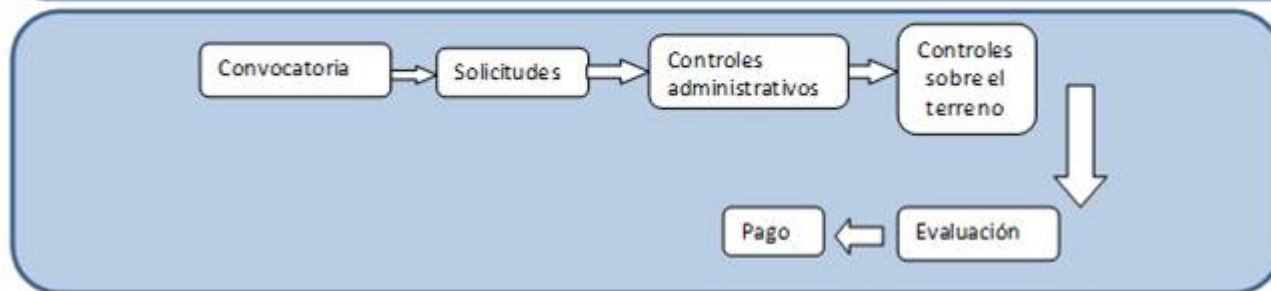 Convocatoria
Solicitudes
Controles
administrativos
Controles
sobre el
terreno
Evaluación
Pago